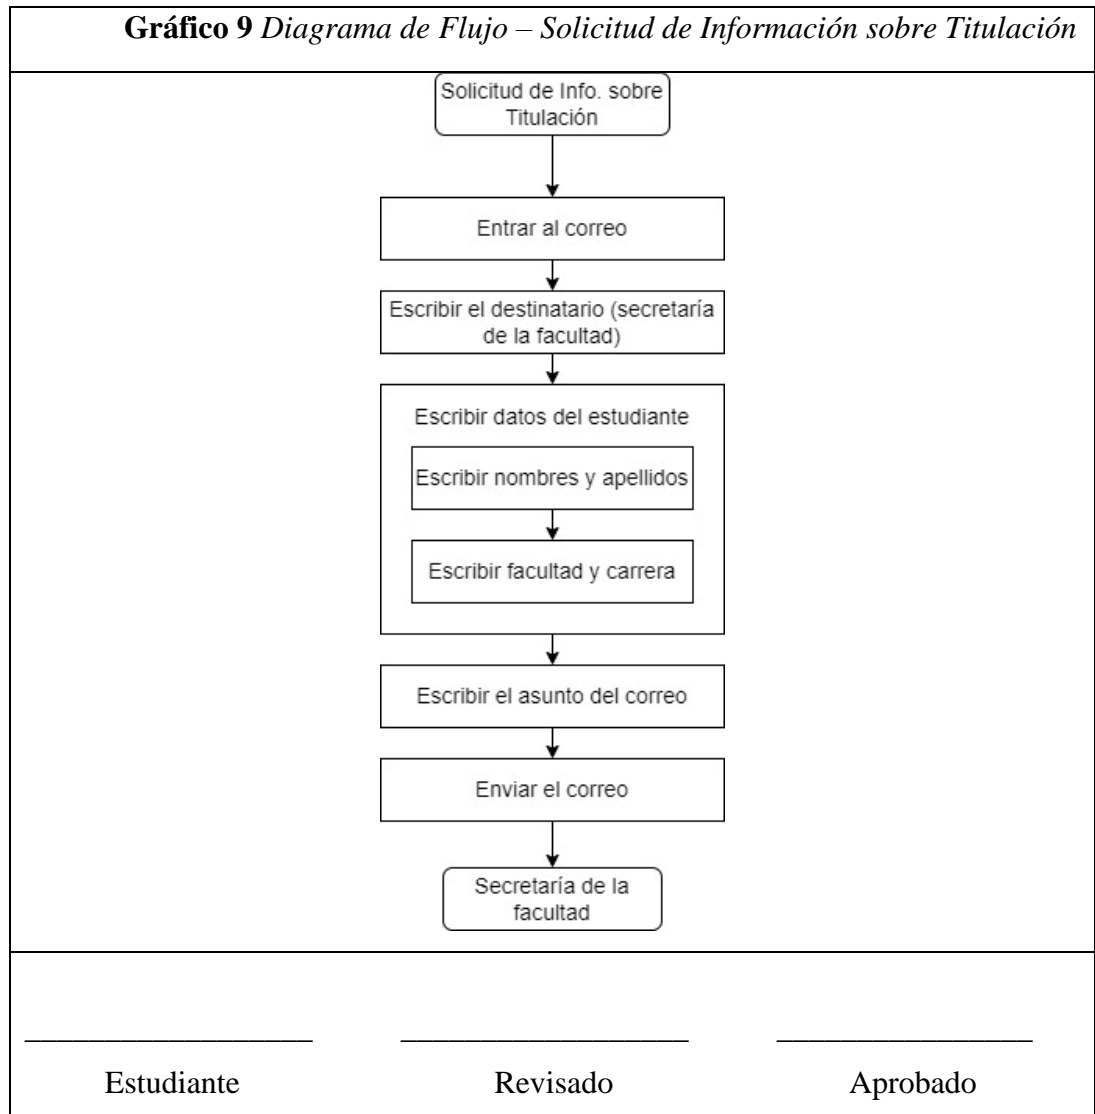 Gráfico 9 Diagrama de Flujo – Solicitud de Información sobre Titulación
Solicitud de Info. sobre
Titulación
Entrar al correo
Escribir el destinatario (secretaría
de la facultad)
Escribir datos del estudiante
Escribir nombres y apellidos
Escribir facultad y carrera
Escribir el asunto del correo
Enviar el correo
Secretaría de la
facultad
Estudiante Revisado Aprobado